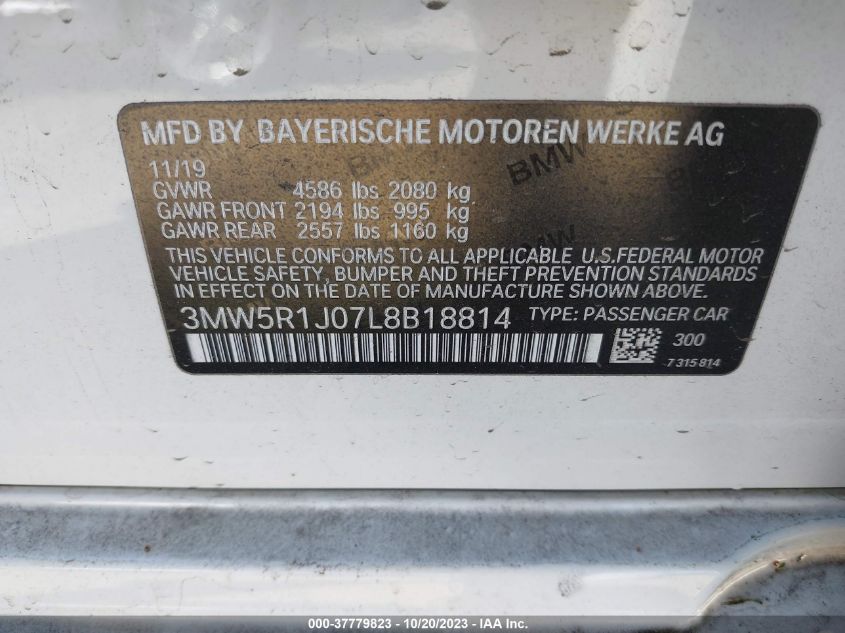 MFD BY BAYERISCHE MOTOREN WERKE AG
11/19
GVWR 4586 lbs 2080 kg
GAWR FRONT 2194 lbs 995 kg
GAWR REAR 2557 lbs 1160 kg
BMW
BMW
THIS VEHICLE CONFORMS TO ALL APPLICABLE U.S.FEDERAL MOTOR
VEHICLE SAFETY, BUMPER AND THEFT PREVENTION STANDARDS
IN EFFECT ON THE DATE OF MANUFACTURE SHOWN ABOVE.
3MW5R1J07L8B18814 TYPE: PASSENGER CAR
300
7 315 814
000-37779823 - 10/20/2023 - IAA Inc.